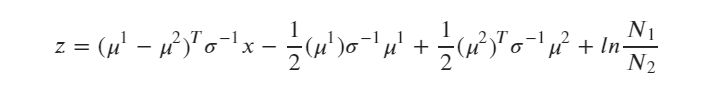 z = (μ¹ − μ²)ᵀσ⁻¹x − ½(μ¹)σ⁻¹μ¹ + ½(μ²)ᵀσ⁻¹μ² + ln N₁/N₂